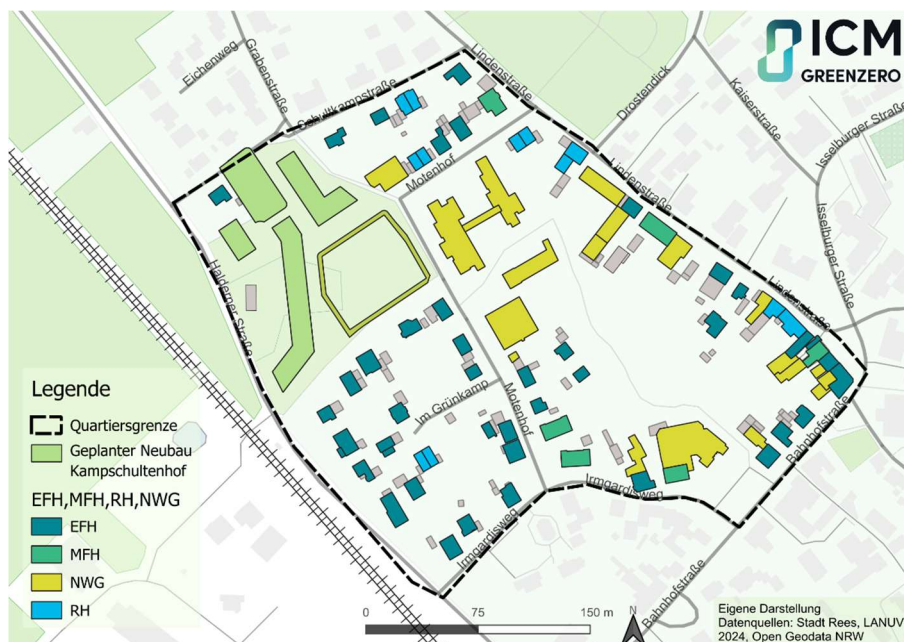 ICM
GREENZERO
Eichenweg
Grabenstraße
Schultkampstraße
Lindenstraße
Drostendick
Kaiserstraße
Isselburger Straße
Motenhof
Lindenstraße
Isselburger Straße
Halderner Straße
Lindenstraße
Im Grünkamp
Motenhof
Bahnhofstraße
Irmgardisweg
Irmgardisweg
Bahnhofstraße
Legende
Quartiersgrenze
Geplanter Neubau
Kampschultenhof
EFH,MFH,RH,NWG
EFH
MFH
NWG
RH
0 75 150 m
N
Eigene Darstellung
Datenquellen: Stadt Rees, LANUV
2024, Open Geodata NRW